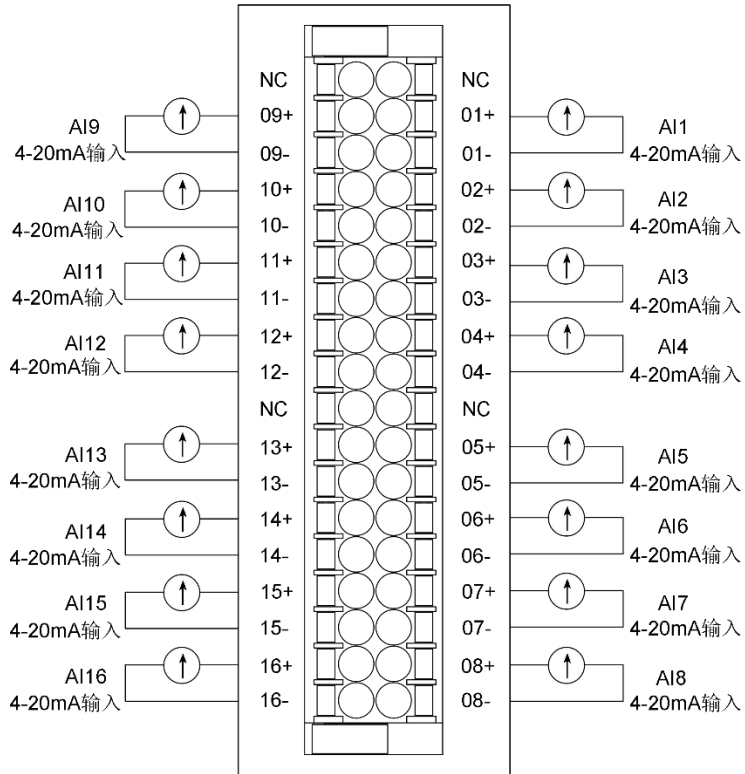 NC
NC
AI9
4-20mA输入
09+
09-
01+
01-
AI1
4-20mA输入
AI10
4-20mA输入
10+
10-
02+
02-
AI2
4-20mA输入
AI11
4-20mA输入
11+
11-
03+
03-
AI3
4-20mA输入
AI12
4-20mA输入
12+
12-
04+
04-
AI4
4-20mA输入
NC
NC
AI13
4-20mA输入
13+
13-
05+
05-
AI5
4-20mA输入
AI14
4-20mA输入
14+
14-
06+
06-
AI6
4-20mA输入
AI15
4-20mA输入
15+
15-
07+
07-
AI7
4-20mA输入
AI16
4-20mA输入
16+
16-
08+
08-
AI8
4-20mA输入